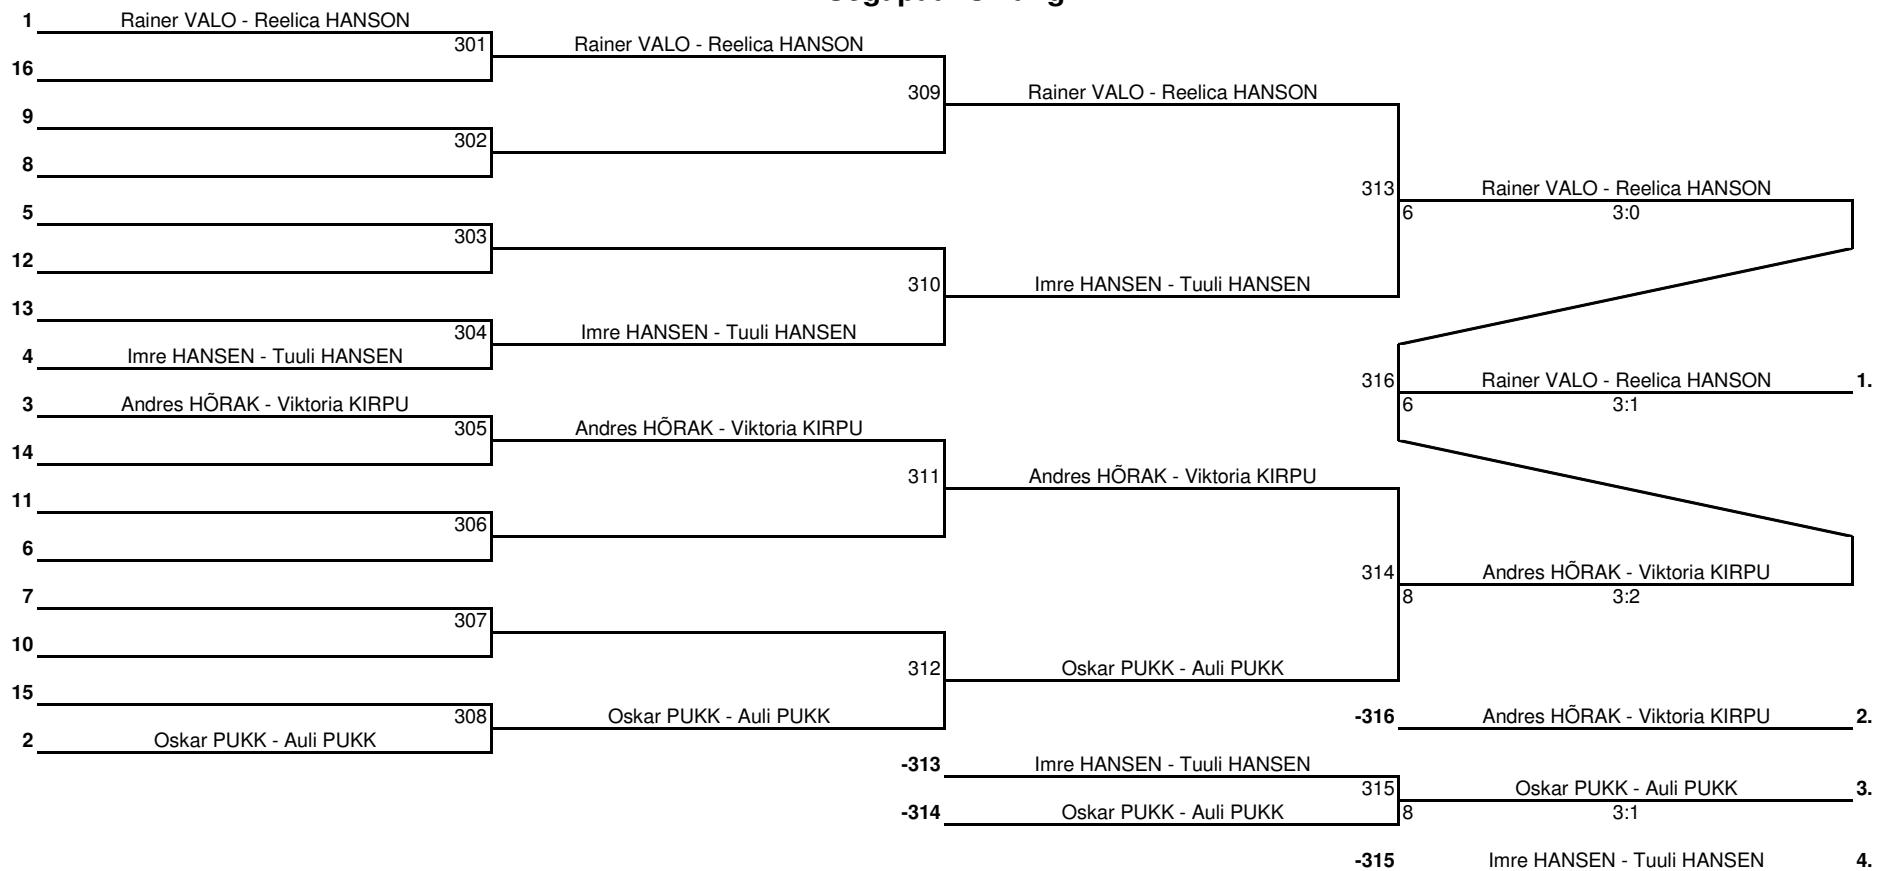 1 Rainer VALO - Reelica HANSON
301 Rainer VALO - Reelica HANSON
16
309 Rainer VALO - Reelica HANSON
9
302
8
313 Rainer VALO - Reelica HANSON
5
6 3:0
303
12
310 Imre HANSEN - Tuuli HANSEN
13
304 Imre HANSEN - Tuuli HANSEN
4 Imre HANSEN - Tuuli HANSEN
316 Rainer VALO - Reelica HANSON 1.
3 Andres HÕRAK - Viktoria KIRPU
6 3:1
305 Andres HÕRAK - Viktoria KIRPU
14
311 Andres HÕRAK - Viktoria KIRPU
11
306
6
314 Andres HÕRAK - Viktoria KIRPU
7
8 3:2
307
10
312 Oskar PUKK - Auli PUKK
15
308 Oskar PUKK - Auli PUKK
-316 Andres HÕRAK - Viktoria KIRPU 2.
2 Oskar PUKK - Auli PUKK
-313 Imre HANSEN - Tuuli HANSEN
315 Oskar PUKK - Auli PUKK 3.
-314 Oskar PUKK - Auli PUKK
8 3:1
-315 Imre HANSEN - Tuuli HANSEN 4.